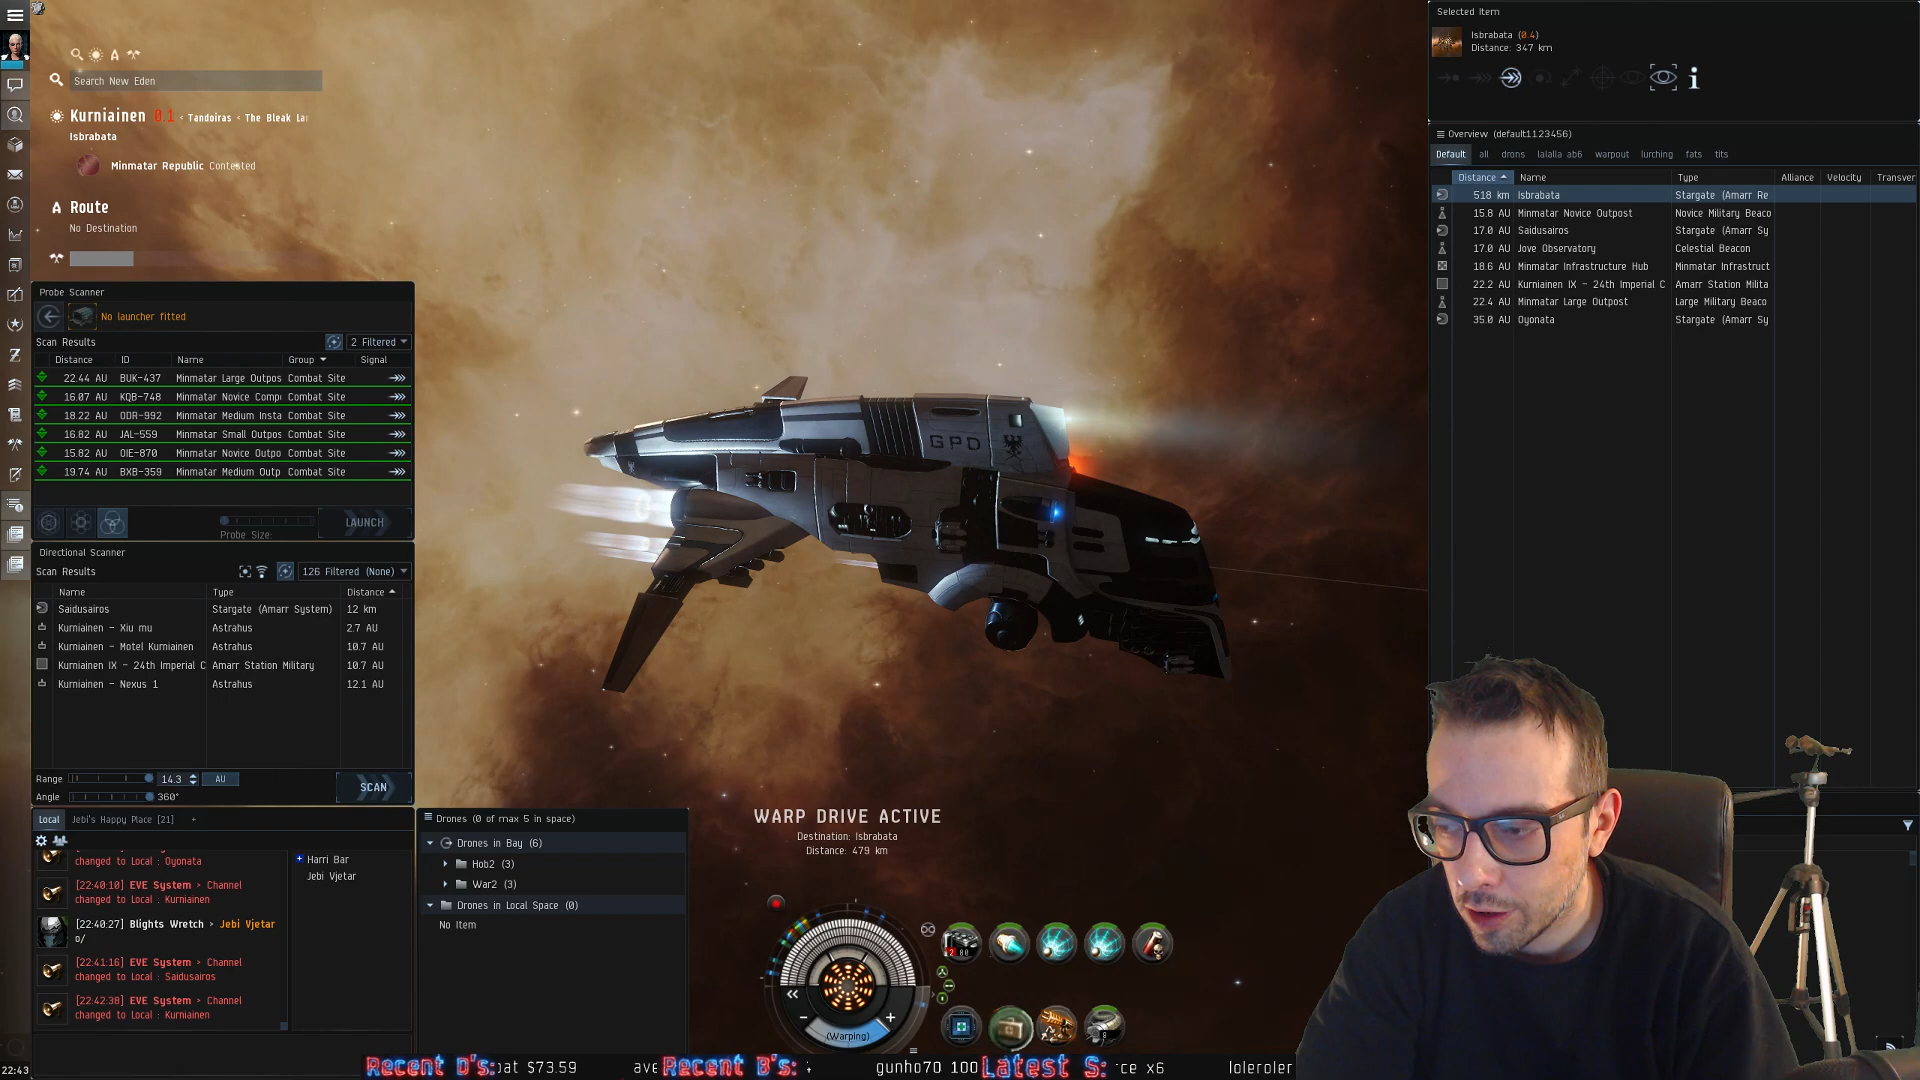 Search New Eden
Kurniainen 0.1 < Tandoiras < The Bleak La
Isbrabata
Minmatar Republic Contested
Route
No Destination
Probe Scanner
No launcher fitted
Scan Results 2 Filtered
Distance ID Name Group Signal
22.44 AU BUK-437 Minmatar Large Outpos Combat Site
16.07 AU KQB-748 Minmatar Novice Comp Combat Site
18.22 AU ODR-992 Minmatar Medium Insta Combat Site
16.82 AU JAL-559 Minmatar Small Outpos Combat Site
15.82 AU OIE-870 Minmatar Novice Outpo Combat Site
19.74 AU BXB-359 Minmatar Medium Outp Combat Site
LAUNCH
Probe Size:
Directional Scanner
Scan Results 126 Filtered (None)
Name Type Distance
Saidusairos Stargate (Amarr System) 12 km
Kurniainen - Xiu mu Astrahus 2.7 AU
Kurniainen - Motel Kurniainen Astrahus 10.7 AU
Kurniainen IX - 24th Imperial C Amarr Station Military 10.7 AU
Kurniainen - Nexus 1 Astrahus 12.1 AU
Range 14.3 AU
Angle 360°
SCAN
Local Jebi's Happy Place [21] +
changed to Local : Oyonata
[22:40:10] EVE System > Channel
changed to Local : Kurniainen
[22:40:27] Blights Wretch > Jebi Vjetar
o/
[22:41:16] EVE System > Channel
changed to Local : Saidusairos
[22:42:38] EVE System > Channel
changed to Local : Kurniainen
Harri Bar
Jebi Vjetar
22:43
GPD
Drones (0 of max 5 in space)
Drones in Bay (6)
Hob2 (3)
War2 (3)
Drones in Local Space (0)
No Item
WARP DRIVE ACTIVE
Destination: Isbrabata
Distance: 479 km
(Warping)
2 80
8
Recent D's: pat $73.59 ave Recent B's: gunho70 100 Latest S: rce x6 loleroler
Selected Item
Isbrabata (0.4)
Distance: 347 km
Overview (default1123456)
Default all drons lalalla ab6 warpout lurching fats tits
Distance Name Type Alliance Velocity Transver
518 km Isbrabata Stargate (Amarr Re
15.8 AU Minmatar Novice Outpost Novice Military Beaco
17.0 AU Saidusairos Stargate (Amarr Sy
17.0 AU Jove Observatory Celestial Beacon
18.6 AU Minmatar Infrastructure Hub Minmatar Infrastruct
22.2 AU Kurniainen IX - 24th Imperial C Amarr Station Milita
22.4 AU Minmatar Large Outpost Large Military Beaco
35.0 AU Oyonata Stargate (Amarr Sy